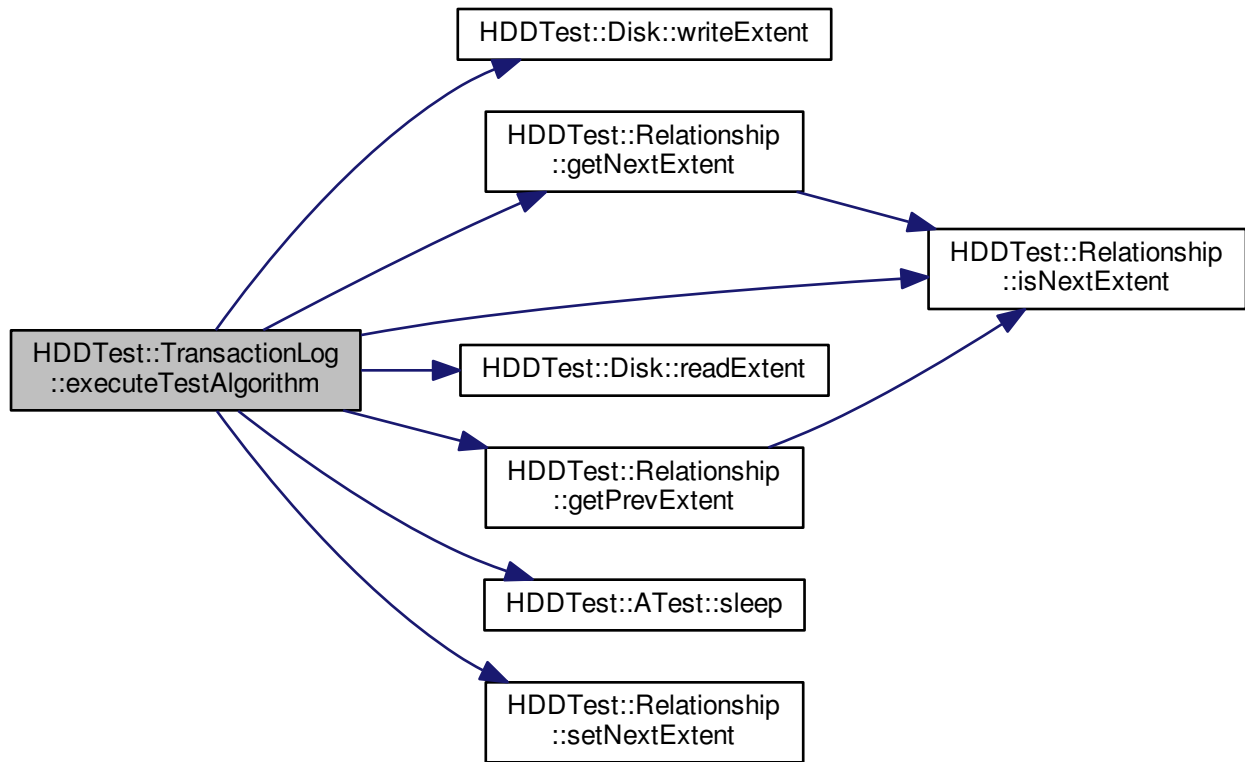 HDDTest::Disk::writeExtent
HDDTest::Relationship
::getNextExtent
HDDTest::Relationship
::isNextExtent
HDDTest::TransactionLog
::executeTestAlgorithm
HDDTest::Disk::readExtent
HDDTest::Relationship
::getPrevExtent
HDDTest::ATest::sleep
HDDTest::Relationship
::setNextExtent